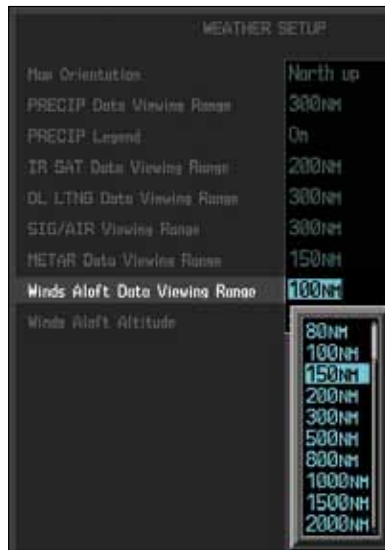 WEATHER SETUP
Map Orientation North up
PRECIP Data Viewing Range 300NM
PRECIP Legend On
IR SAT Data Viewing Range 200NM
DL LTNG Data Viewing Range 300NM
SIG/AIR Viewing Range 300NM
METAR Data Viewing Range 150NM
Winds Aloft Data Viewing Range 100NM
Winds Aloft Altitude
80NM
100NM
150NM
200NM
300NM
500NM
800NM
1000NM
1500NM
2000NM